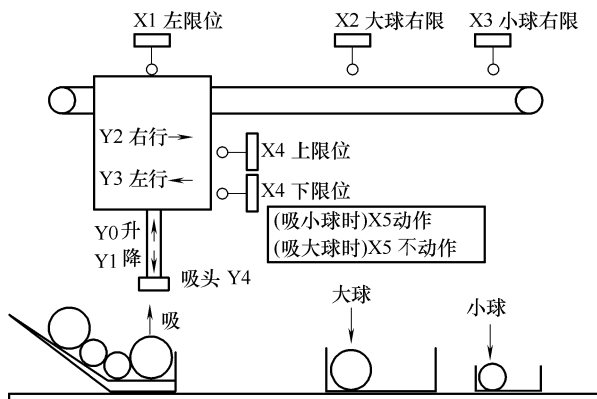 X1 左限位
X2 大球右限
X3 小球右限
Y2 右行
X4 上限位
Y3 左行
X4 下限位
(吸小球时)X5动作
(吸大球时)X5 不动作
Y0 升
Y1 降
吸头 Y4
吸
大球
小球